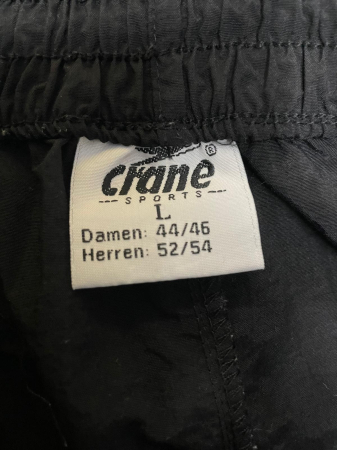 crane
®
SPORTS
L
Damen: 44/46
Herren: 52/54